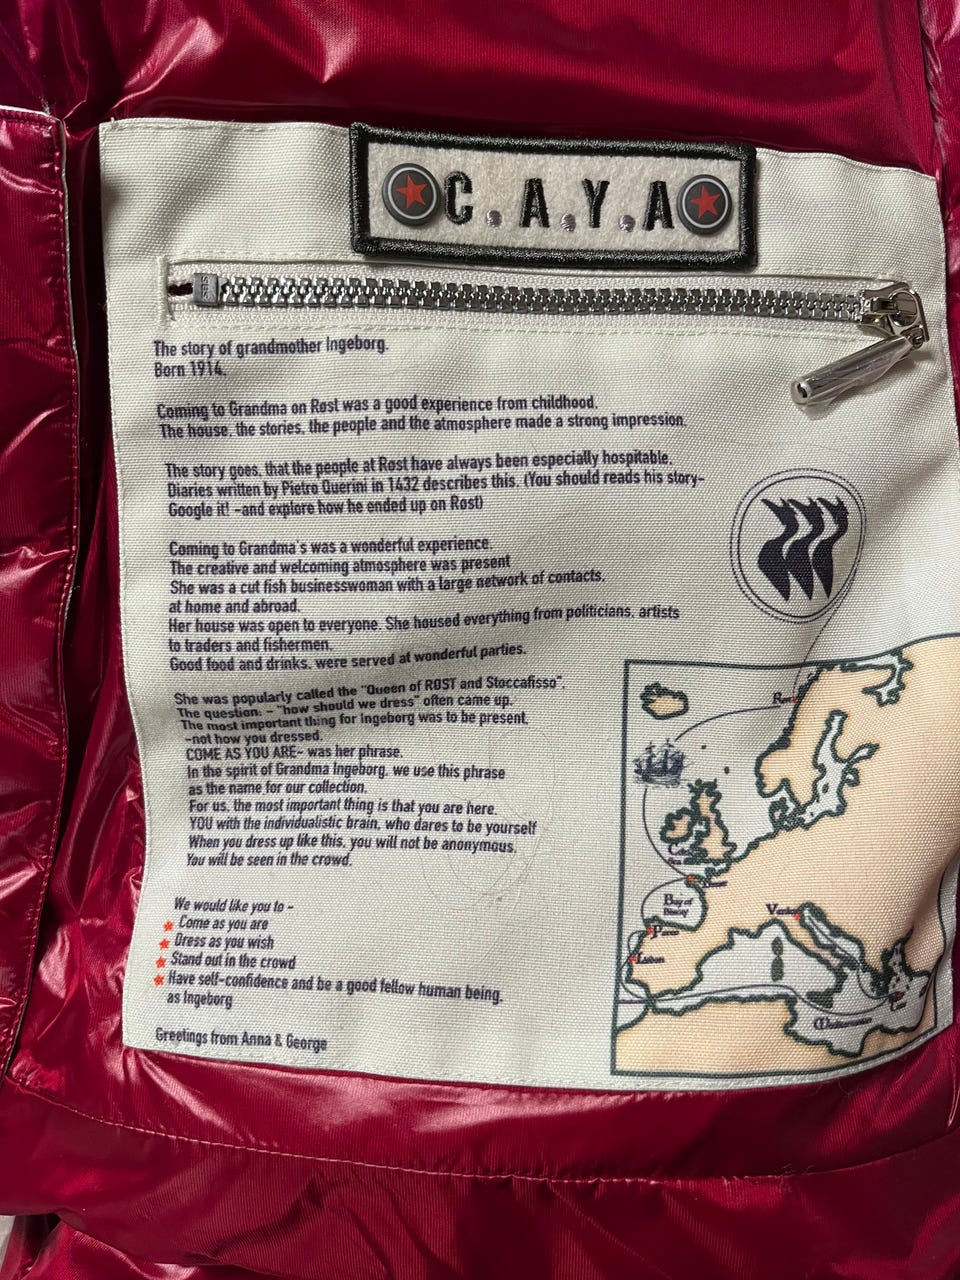 C.A.Y.A
The story of grandmother Ingeborg.
Born 1914.
Coming to Grandma on Røst was a good experience from childhood.
The house, the stories, the people and the atmosphere made a strong impression.
The story goes, that the people at Røst have always been especially hospitable.
Diaries written by Pietro Querini in 1432 describes this. (You should reads his story-
Google it! -and explore how he ended up on Røst)
Coming to Grandma's was a wonderful experience.
The creative and welcoming atmosphere was present
She was a cut fish businesswoman with a large network of contacts.
at home and abroad.
Her house was open to everyone. She housed everything from politicians, artists
to traders and fishermen.
Good food and drinks, were served at wonderful parties.
She was popularly called the "Queen of RØST and Stoccafisso".
The question: - "how should we dress" often came up.
The most important thing for Ingeborg was to be present,
-not how you dressed.
COME AS YOU ARE- was her phrase.
In the spirit of Grandma Ingeborg, we use this phrase
as the name for our collection.
For us, the most important thing is that you are here.
YOU with the individualistic brain, who dares to be yourself
When you dress up like this, you will not be anonymous.
You will be seen in the crowd.
We would like you to -
Come as you are
Dress as you wish
Stand out in the crowd
Have self-confidence and be a good fellow human being.
as Ingeborg
Greetings from Anna & George
Bay of
Biscay
Lisbon
Mediterranean